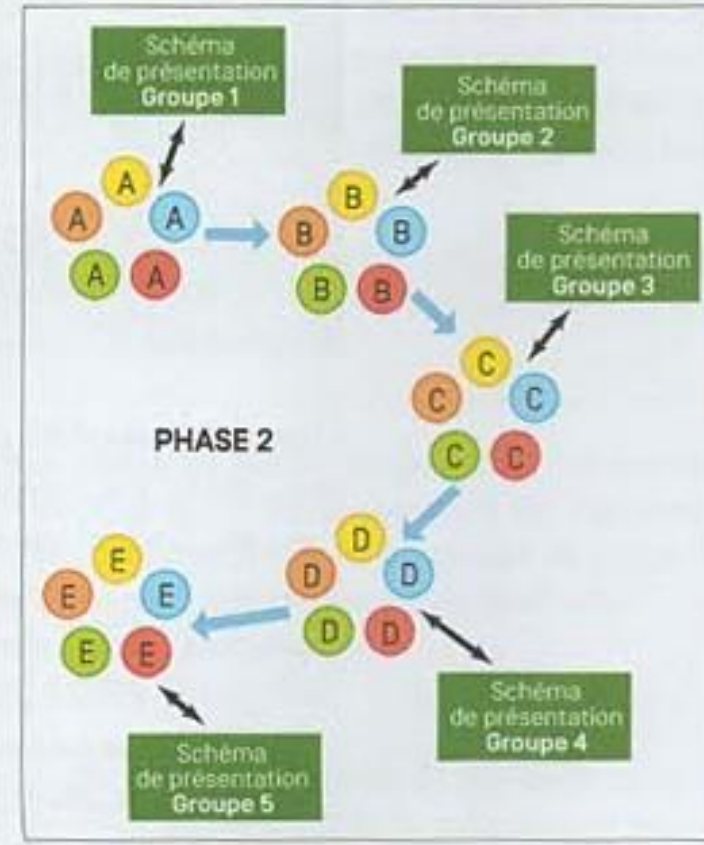 Schéma
de présentation
Groupe 1
Schéma
de présentation
Groupe 2
A
A
A
A
A
B
B
B
B
B
Schéma
de présentation
Groupe 3
C
C
C
C
C
PHASE 2
D
D
D
D
D
E
E
E
E
E
Schéma
de présentation
Groupe 4
Schéma
de présentation
Groupe 5